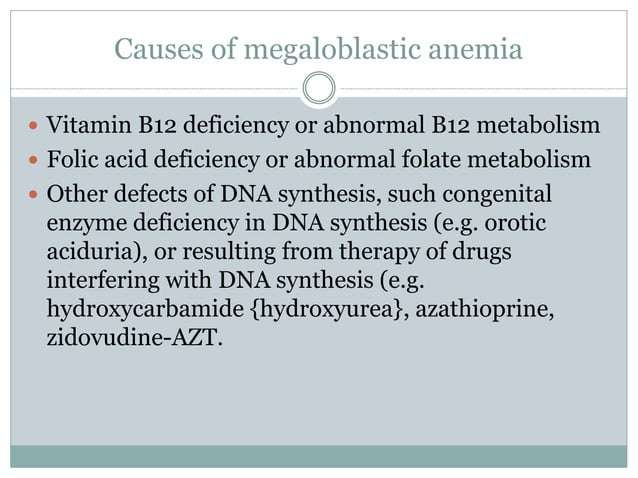 Causes of megaloblastic anemia
• Vitamin B12 deficiency or abnormal B12 metabolism
• Folic acid deficiency or abnormal folate metabolism
• Other defects of DNA synthesis, such congenital
enzyme deficiency in DNA synthesis (e.g. orotic
aciduria), or resulting from therapy of drugs
interfering with DNA synthesis (e.g.
hydroxycarbamide {hydroxyurea}, azathioprine,
zidovudine-AZT.